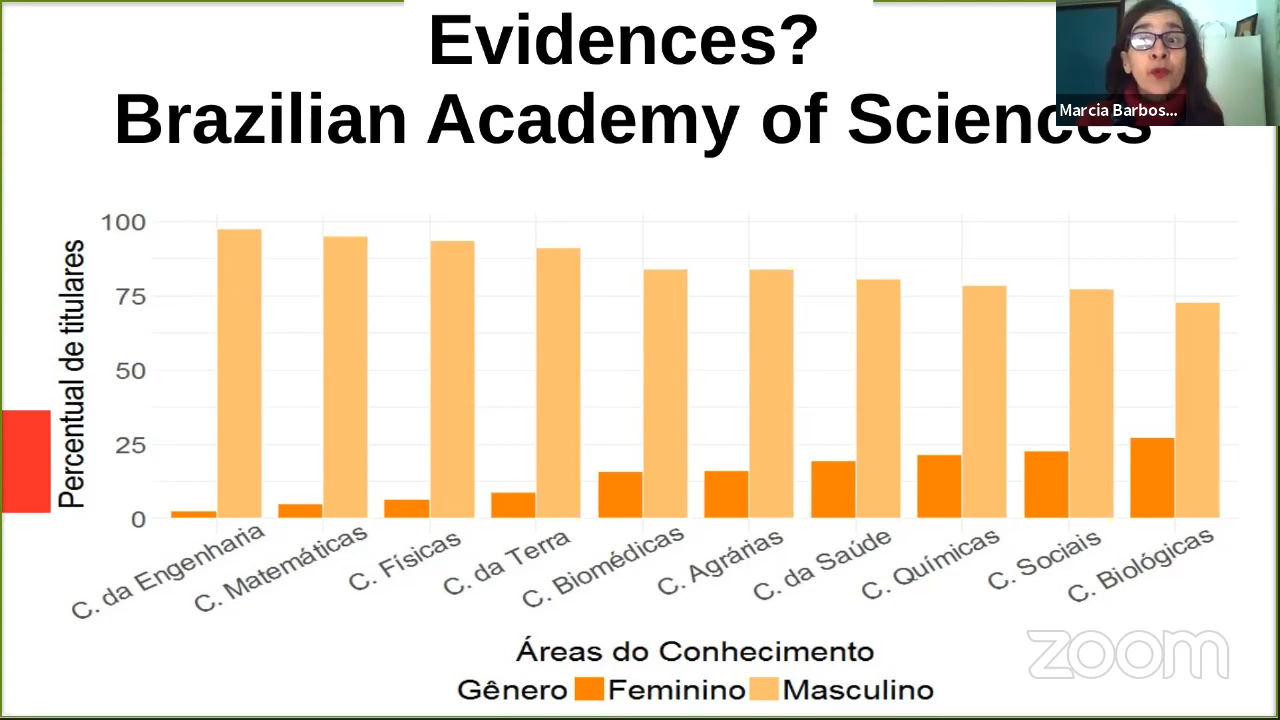 Evidences?
Brazilian Academy of Sciences
Marcia Barbos...
Percentual de titulares
100
75
50
25
0
C. da Engenharia
C. Matemáticas
C. Físicas
C. da Terra
C. Biomédicas
C. Agrárias
C. da Saúde
C. Químicas
C. Sociais
C. Biológicas
Áreas do Conhecimento
Gênero Feminino Masculino
zoom